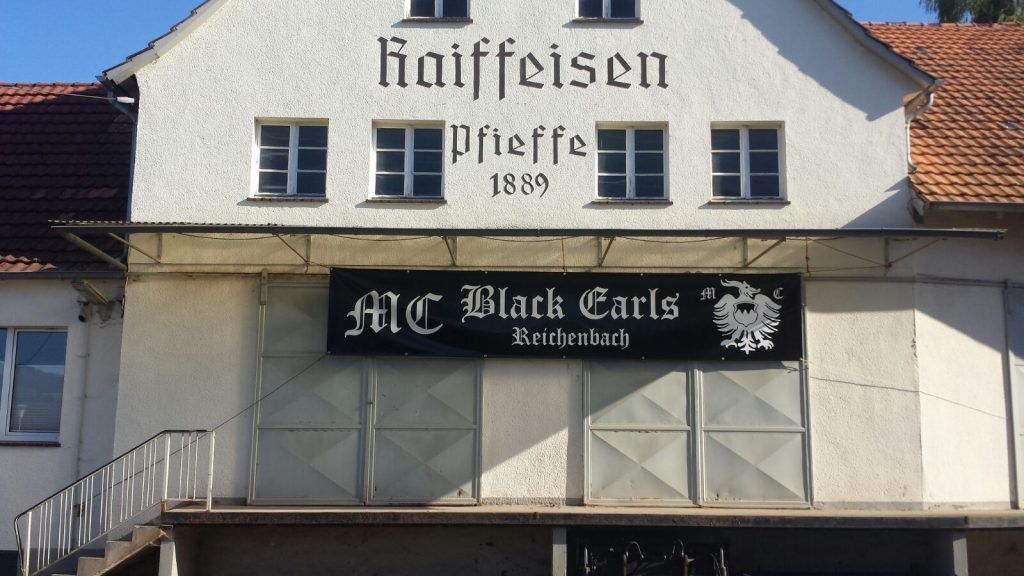 Raiffeisen
Pfieffe
1889
MC Black Earls M C
Reichenbach